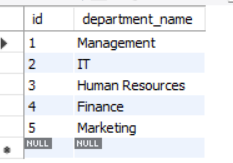 id department_name
1 Management
2 IT
3 Human Resources
4 Finance
5 Marketing
NULL NULL